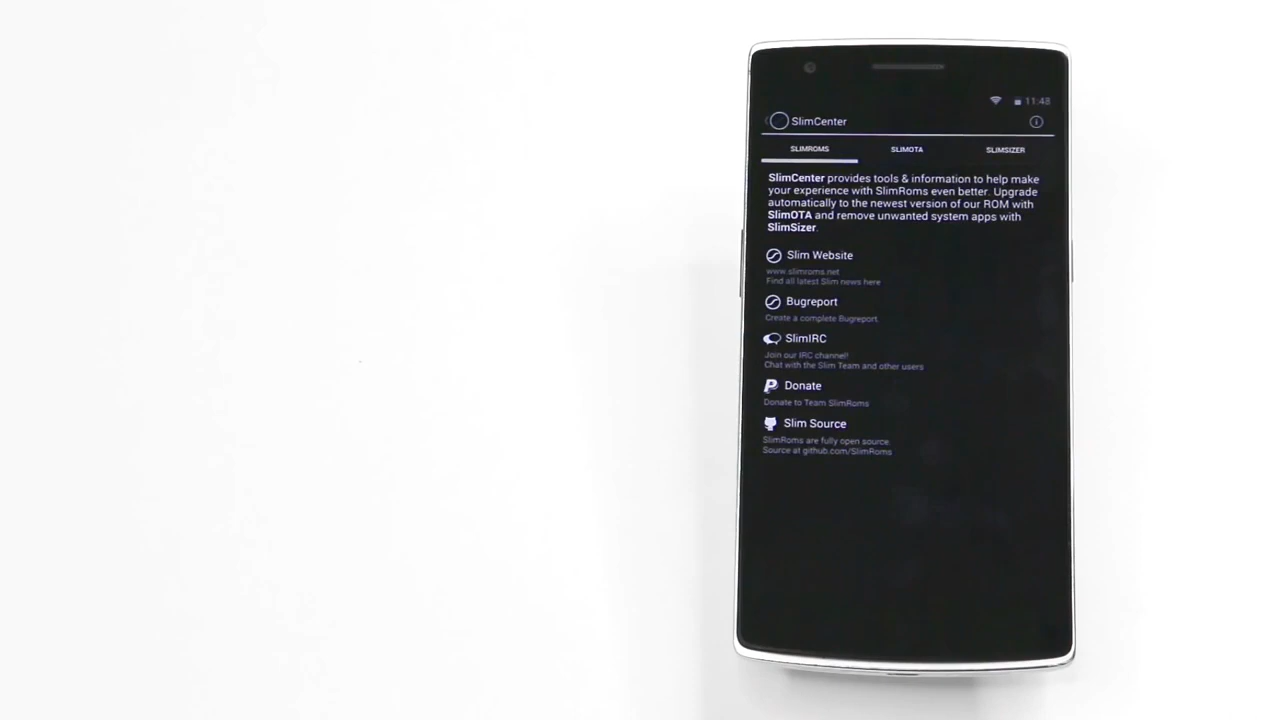 11:48
SlimCenter
SLIMROMS SLIMOTA SLIMSIZER
SlimCenter provides tools & information to help make
your experience with SlimRoms even better. Upgrade
automatically to the newest version of our ROM with
SlimOTA and remove unwanted system apps with
SlimSizer.
Slim Website
www.slimroms.net
Find all latest Slim news here
Bugreport
Create a complete Bugreport.
SlimIRC
Join our IRC channel!
Chat with the Slim Team and other users
Donate
Donate to Team SlimRoms
Slim Source
SlimRoms are fully open source.
Source at github.com/SlimRoms